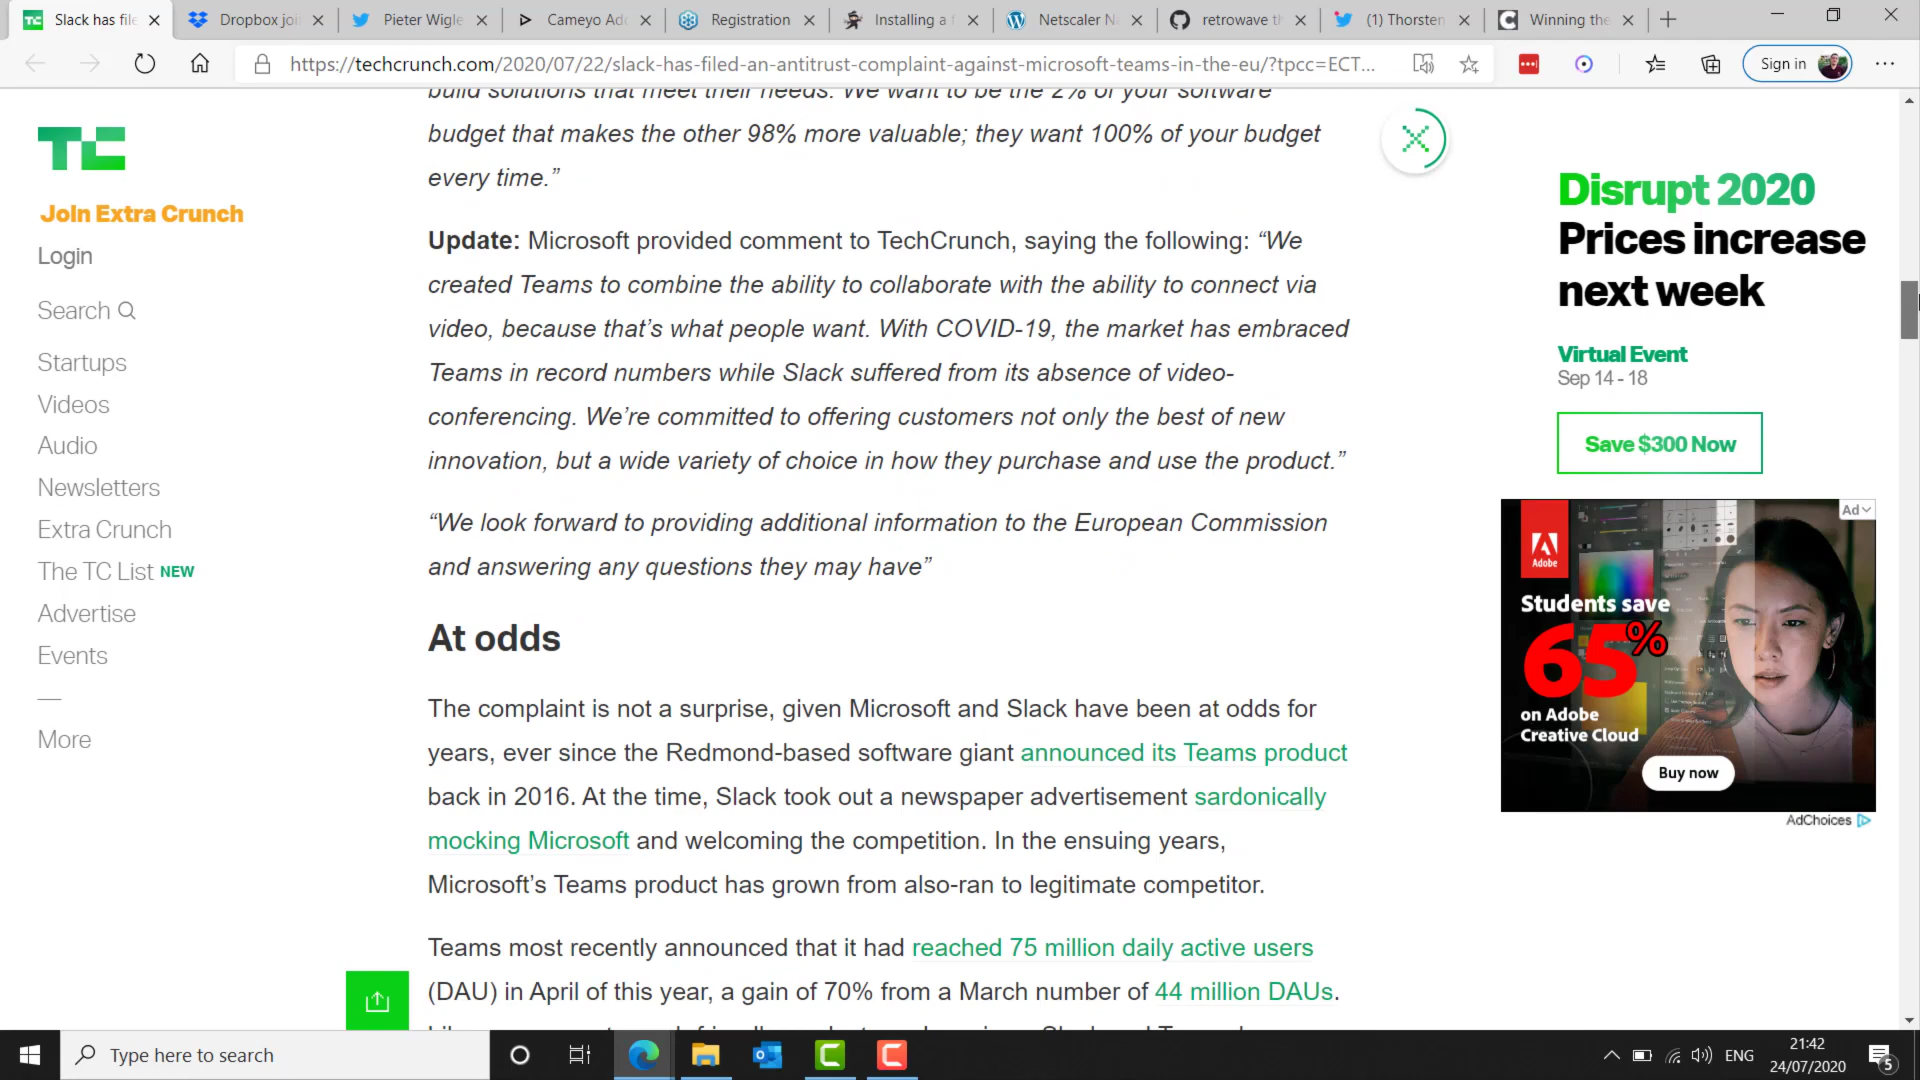 Slack has file
Dropbox joi
Pieter Wigle
Cameyo Ad
Registration
Installing a f
Netscaler N
retrowave th
(1) Thorsten
Winning the
https://techcrunch.com/2020/07/22/slack-has-filed-an-antitrust-complaint-against-microsoft-teams-in-the-eu/?tpcc=ECT...
Sign in
TC
Join Extra Crunch
Login
Search
Startups
Videos
Audio
Newsletters
Extra Crunch
The TC List NEW
Advertise
Events
More
build solutions that meet their needs. We want to be the 2% of your software
budget that makes the other 98% more valuable; they want 100% of your budget
every time.”
Update: Microsoft provided comment to TechCrunch, saying the following: “We
created Teams to combine the ability to collaborate with the ability to connect via
video, because that’s what people want. With COVID-19, the market has embraced
Teams in record numbers while Slack suffered from its absence of video-
conferencing. We’re committed to offering customers not only the best of new
innovation, but a wide variety of choice in how they purchase and use the product.”
“We look forward to providing additional information to the European Commission
and answering any questions they may have”
At odds
The complaint is not a surprise, given Microsoft and Slack have been at odds for
years, ever since the Redmond-based software giant announced its Teams product
back in 2016. At the time, Slack took out a newspaper advertisement sardonically
mocking Microsoft and welcoming the competition. In the ensuing years,
Microsoft’s Teams product has grown from also-ran to legitimate competitor.
Teams most recently announced that it had reached 75 million daily active users
(DAU) in April of this year, a gain of 70% from a March number of 44 million DAUs.
Disrupt 2020
Prices increase
next week
Virtual Event
Sep 14 - 18
Save $300 Now
Ad
Adobe
Students save
65%
on Adobe
Creative Cloud
Buy now
AdChoices
Type here to search
ENG
21:42
24/07/2020
5